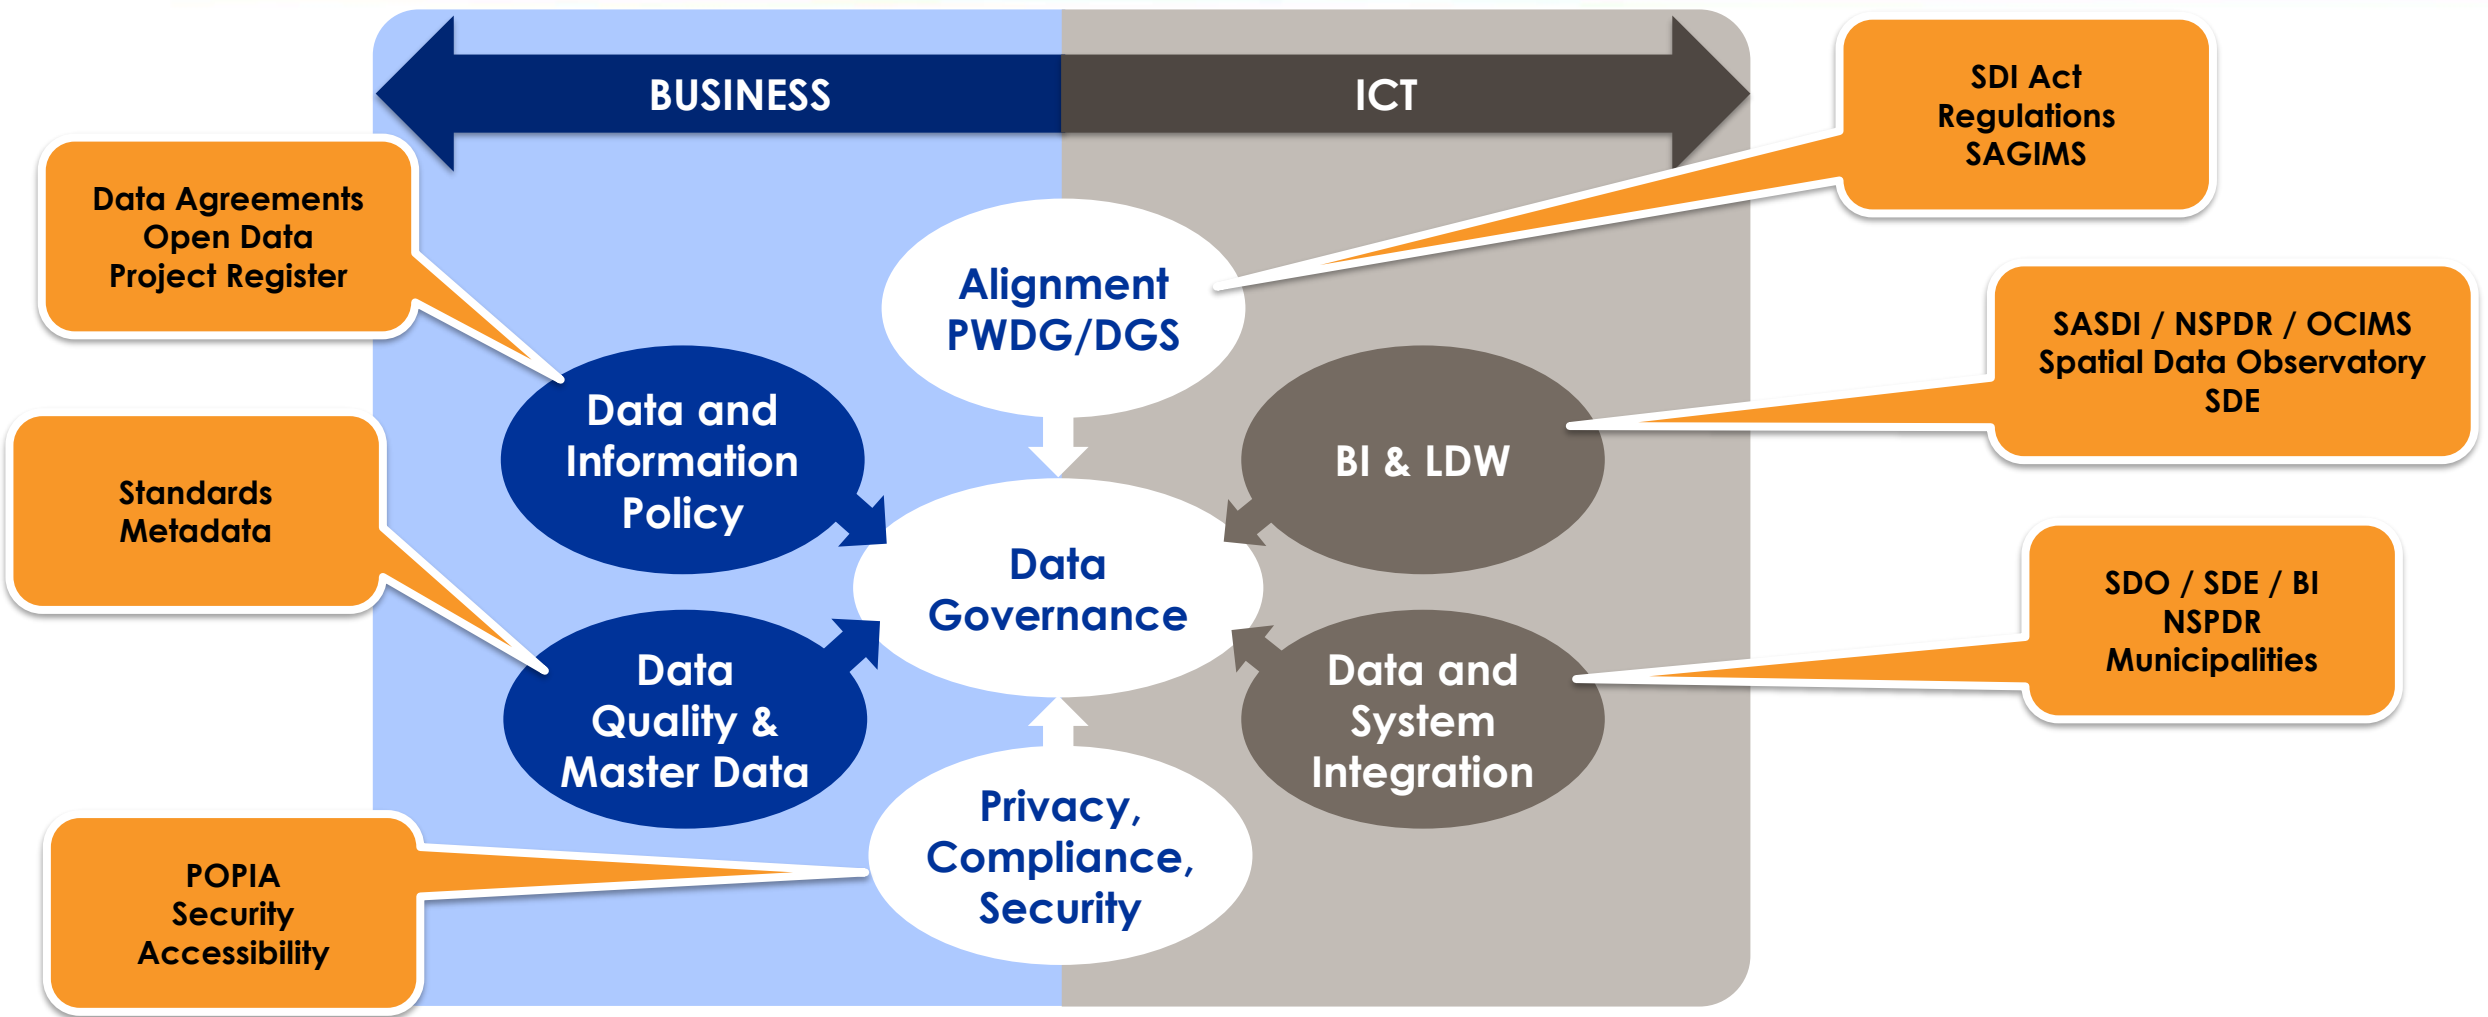 BUSINESS
ICT
SDI Act
Regulations
SAGIMS
Data Agreements
Open Data
Project Register
Alignment
PWDG/DGS
SASDI / NSPDR / OCIMS
Spatial Data Observatory
SDE
Data and
Information
Policy
BI & LDW
Standards
Metadata
Data
Governance
SDO / SDE / BI
NSPDR
Municipalities
Data
Quality &
Master Data
Data and
System
Integration
Privacy,
Compliance,
Security
POPIA
Security
Accessibility